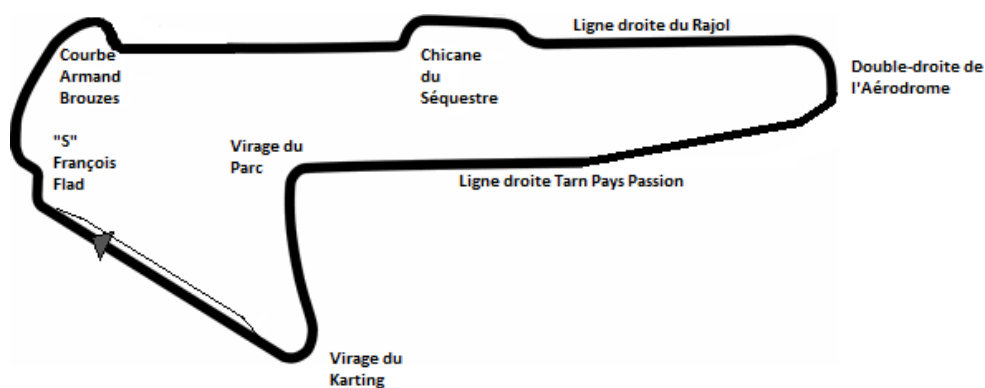 Ligne droite du Rajol
Courbe
Armand
Brouzes
Chicane
du
Séquestre
Double-droite de
l'Aérodrome
"S"
François
Flad
Virage du
Parc
Ligne droite Tarn Pays Passion
Virage du
Karting